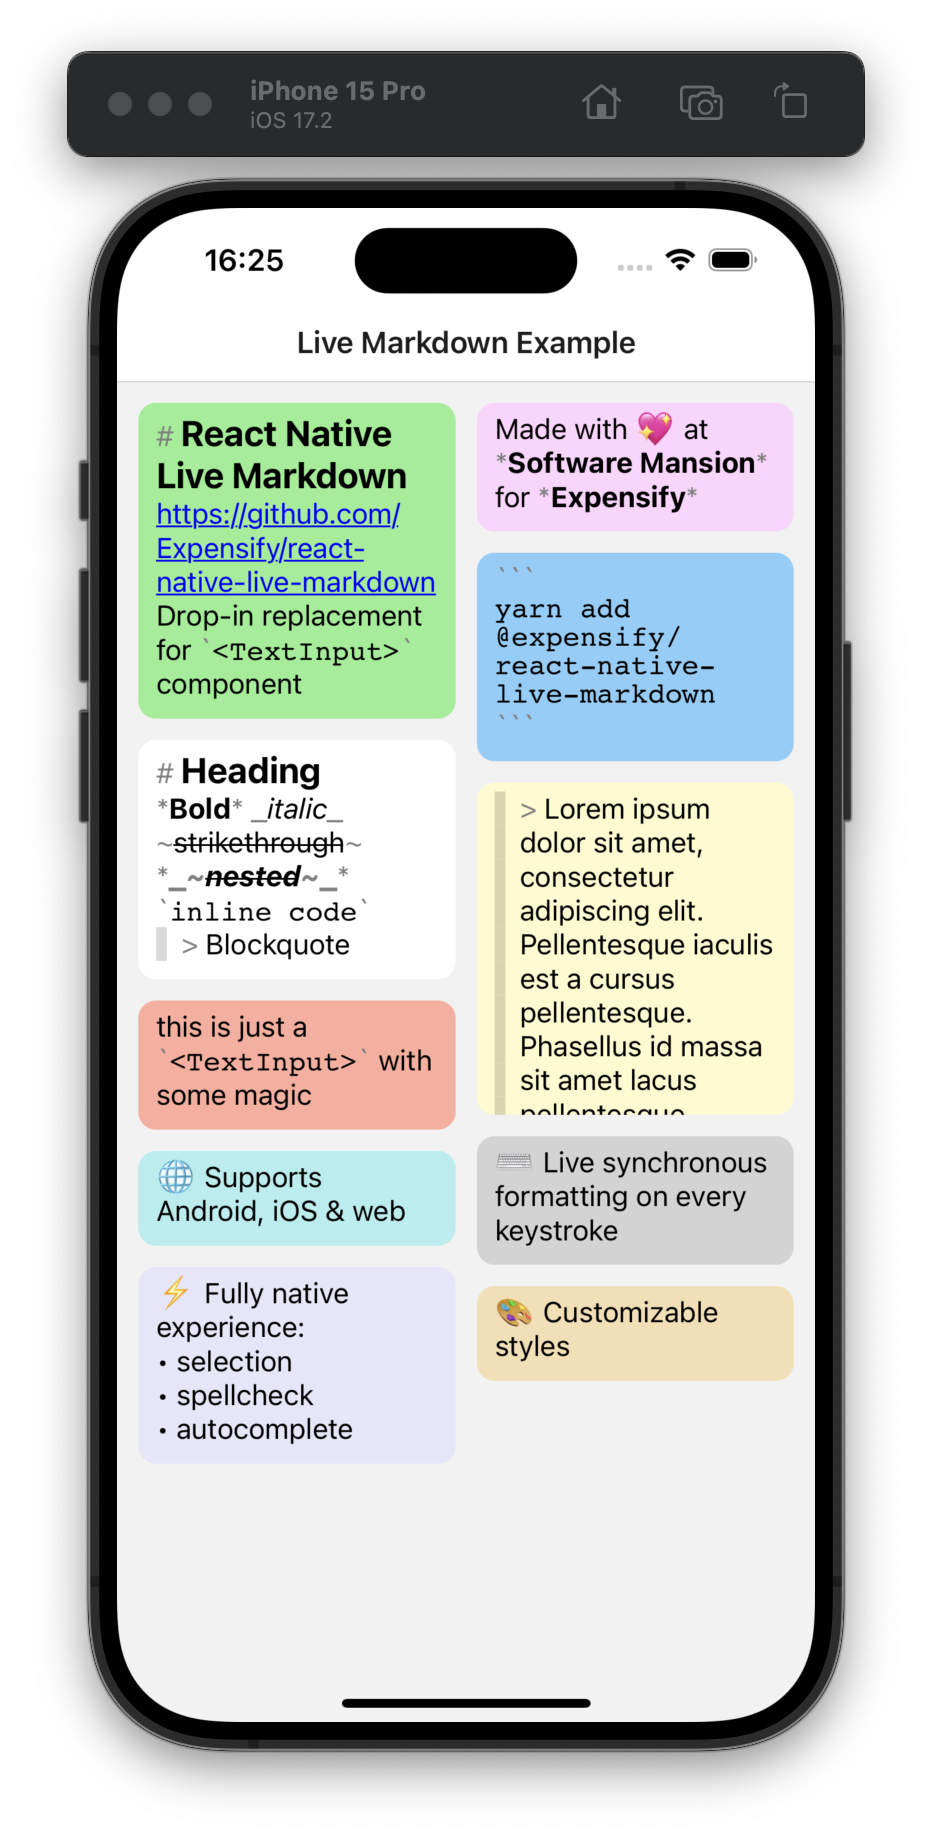 iPhone 15 Pro
iOS 17.2
16:25
Live Markdown Example
# React Native
Live Markdown
https://github.com/
Expensify/react-
native-live-markdown
Drop-in replacement
for `<TextInput>`
component
# Heading
*Bold* _italic_
~strikethrough~
*_~nested~_*
`inline code`
> Blockquote
this is just a
`<TextInput>` with
some magic
🌐 Supports
Android, iOS & web
⚡ Fully native
experience:
• selection
• spellcheck
• autocomplete
Made with 💖 at
*Software Mansion*
for *Expensify*
```
yarn add
@expensify/
react-native-
live-markdown
```
> Lorem ipsum
dolor sit amet,
consectetur
adipiscing elit.
Pellentesque iaculis
est a cursus
pellentesque.
Phasellus id massa
sit amet lacus
pellentesque
⌨️ Live synchronous
formatting on every
keystroke
🎨 Customizable
styles